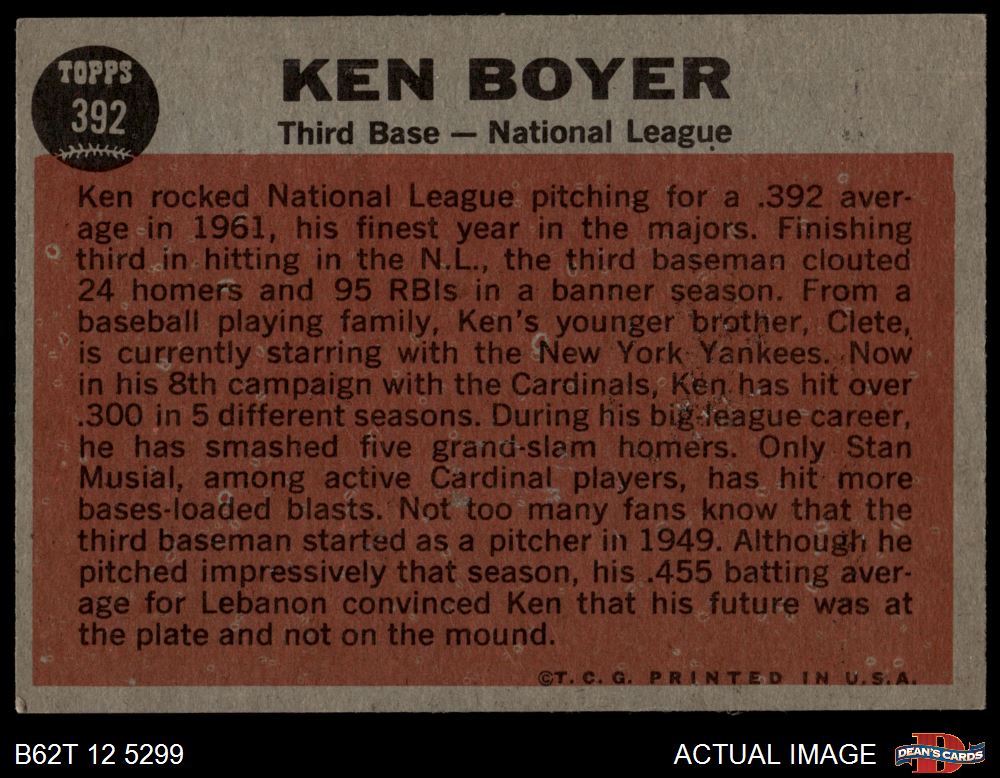 TOPPS
392
KEN BOYER
Third Base — National League
Ken rocked National League pitching for a .392 aver-
age in 1961, his finest year in the majors. Finishing
third in hitting in the N.L., the third baseman clouted
24 homers and 95 RBIs in a banner season. From a
baseball playing family, Ken's younger brother, Clete,
is currently starring with the New York Yankees. Now
in his 8th campaign with the Cardinals, Ken has hit over
.300 in 5 different seasons. During his big-league career,
he has smashed five grand-slam homers. Only Stan
Musial, among active Cardinal players, has hit more
bases-loaded blasts. Not too many fans know that the
third baseman started as a pitcher in 1949. Although he
pitched impressively that season, his .455 batting aver-
age for Lebanon convinced Ken that his future was at
the plate and not on the mound.
©T. C. G. PRINTED IN U.S.A.
B62T 12 5299
ACTUAL IMAGE
DEAN'S CARDS